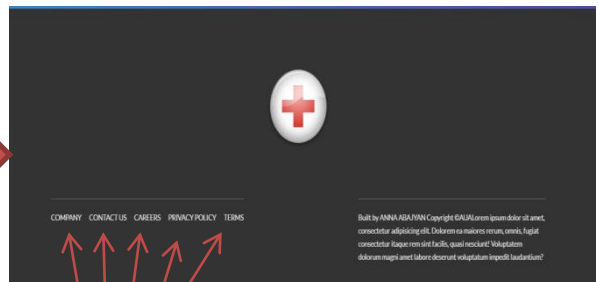 COMPANY CONTACT US CAREERS PRIVACY POLICY TERMS
Built by ANNA ABAJYAN Copyright ©AUALorem ipsum dolor sit amet,
consectetur adipisicing elit. Dolorem ea maiores rerum, omnis, fugiat
consectetur itaque rem sint facilis, quasi nesciunt! Voluptatem
dolorum magni amet labore deserunt voluptatum impedit laudantium?